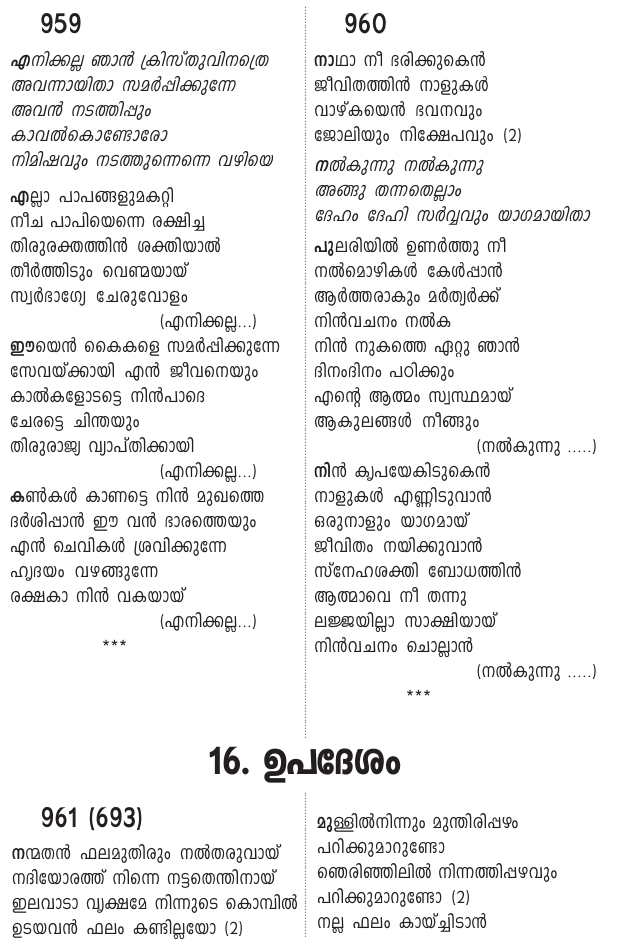 959
എനിക്കല്ല ഞാൻ ക്രിസ്തുവിനത്രെ
അവന്നായിതാ സമർപ്പിക്കുന്നേ
അവൻ നടത്തിപ്പും
കാവൽകൊണ്ടോരോ
നിമിഷവും നടത്തുന്നെന്നെ വഴിയെ
എല്ലാ പാപങ്ങളുമകറ്റി
നീച പാപിയെന്നെ രക്ഷിച്ച
തിരുരക്തത്തിൻ ശക്തിയാൽ
തീർത്തിടും വെണ്മയായ്
സ്വർഭാഗ്യേ ചേരുവോളം
(എനിക്കല്ല...)
ഈയെൻ കൈകളെ സമർപ്പിക്കുന്നേ
സേവയ്ക്കായി എൻ ജീവനെയും
കാൽകളോടട്ടെ നിൻപാദെ
ചേരട്ടെ ചിന്തയും
തിരുരാജ്യ വ്യാപ്തിക്കായി
(എനിക്കല്ല...)
കൺകൾ കാണട്ടെ നിൻ മുഖത്തെ
ദർശിപ്പാൻ ഈ വൻ ഭാരത്തെയും
എൻ ചെവികൾ ശ്രവിക്കുന്നേ
ഹൃദയം വഴങ്ങുന്നേ
രക്ഷകാ നിൻ വകയായ്
(എനിക്കല്ല...)
***
960
നാഥാ നീ ഭരിക്കുകെൻ
ജീവിതത്തിൻ നാളുകൾ
വാഴ്കയെൻ ഭവനവും
ജോലിയും നിക്ഷേപവും (2)
നൽകുന്നു നൽകുന്നു
അങ്ങു തന്നതെല്ലാം
ദേഹം ദേഹി സർവ്വവും യാഗമായിതാ
പുലരിയിൽ ഉണർത്തു നീ
നൽമൊഴികൾ കേൾപ്പാൻ
ആർത്തരാകും മർത്യർക്ക്
നിൻവചനം നൽക
നിൻ നുകത്തെ ഏറ്റു ഞാൻ
ദിനംദിനം പഠിക്കും
എന്റെ ആത്മം സ്വസ്ഥമായ്
ആകുലങ്ങൾ നീങ്ങും
(നൽകുന്നു .....)
നിൻ കൃപയേകിടുകെൻ
നാളുകൾ എണ്ണിടുവാൻ
ഒരുനാളും യാഗമായ്
ജീവിതം നയിക്കുവാൻ
സ്നേഹശക്തി ബോധത്തിൻ
ആത്മാവെ നീ തന്നു
ലജ്ജയില്ലാ സാക്ഷിയായ്
നിൻവചനം ചൊല്ലാൻ
(നൽകുന്നു .....)
***
16. ഉപദേശം
961 (693)
നന്മതൻ ഫലമുതിരും നൽതരുവായ്
നദിയോരത്ത് നിന്നെ നട്ടതെന്തിനായ്
ഇലവാടാ വൃക്ഷമേ നിന്നുടെ കൊമ്പിൽ
ഉടയവൻ ഫലം കണ്ടില്ലയോ (2)
മുള്ളിൽനിന്നും മുന്തിരിപ്പഴം
പറിക്കുമാറുണ്ടോ
ഞെരിഞ്ഞിലിൽ നിന്നത്തിപ്പഴവും
പറിക്കുമാറുണ്ടോ (2)
നല്ല ഫലം കായ്ച്ചിടാൻ